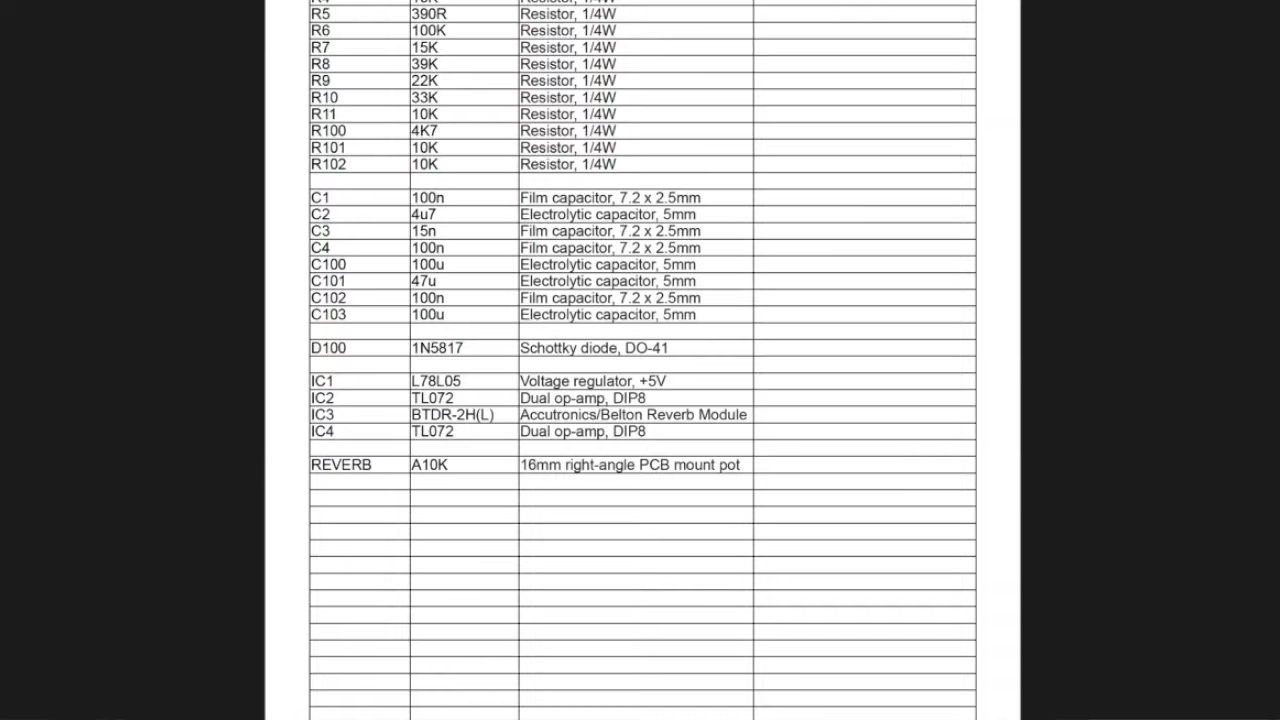 Resistor, 1/4W
R5 390R Resistor, 1/4W
R6 100K Resistor, 1/4W
R7 15K Resistor, 1/4W
R8 39K Resistor, 1/4W
R9 22K Resistor, 1/4W
R10 33K Resistor, 1/4W
R11 10K Resistor, 1/4W
R100 4K7 Resistor, 1/4W
R101 10K Resistor, 1/4W
R102 10K Resistor, 1/4W
C1 100n Film capacitor, 7.2 x 2.5mm
C2 4u7 Electrolytic capacitor, 5mm
C3 15n Film capacitor, 7.2 x 2.5mm
C4 100n Film capacitor, 7.2 x 2.5mm
C100 100u Electrolytic capacitor, 5mm
C101 47u Electrolytic capacitor, 5mm
C102 100n Film capacitor, 7.2 x 2.5mm
C103 100u Electrolytic capacitor, 5mm
D100 1N5817 Schottky diode, DO-41
IC1 L78L05 Voltage regulator, +5V
IC2 TL072 Dual op-amp, DIP8
IC3 BTDR-2H(L) Accutronics/Belton Reverb Module
IC4 TL072 Dual op-amp, DIP8
REVERB A10K 16mm right-angle PCB mount pot